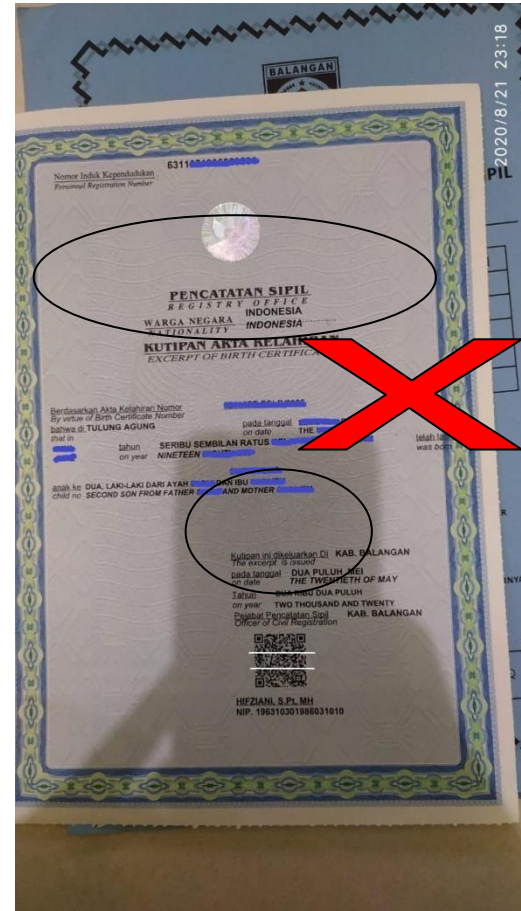 2020/8/21 23:18
BALANGAN
PIL
Nomor Induk Kependudukan
Personnel Registration Number
6311
PENCATATAN SIPIL
REGISTRY OFFICE
WARGA NEGARA INDONESIA
NATIONALITY INDONESIA
KUTIPAN AKTA KELAHIRAN
EXCERPT OF BIRTH CERTIFICA
Berdasarkan Akta Kelahiran Nomor
By virtue of Birth Certificate Number
bahwa di TULUNG AGUNG pada tanggal
that in on date THE
tahun SERIBU SEMBILAN RATUS telah lah
on year NINETEEN was born
anak ke DUA, LAKI-LAKI DARI AYAH DAN IBU
child no SECOND SON FROM FATHER AND MOTHER
Kutipan ini dikeluarkan Di KAB. BALANGAN
The excerpt is issued
pada tanggal DUA PULUH MEI
on date THE TWENTIETH OF MAY
Tahun DUA RIBU DUA PULUH
on year TWO THOUSAND AND TWENTY
Pejabat Pencatatan Sipil KAB. BALANGAN
Officer of Civil Registration
HIFZIANI, S.Pt, MH
NIP. 196310301986031010